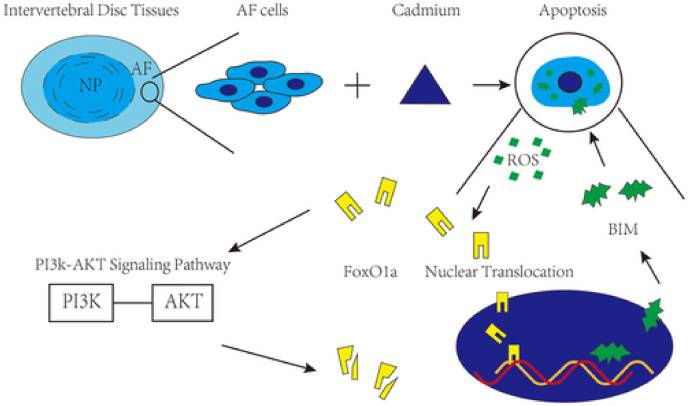 Intervertebral Disc Tissues
AF cells
Cadmium
Apoptosis
NP
AF
ROS
BIM
PI3k-AKT Signaling Pathway
FoxO1a
Nuclear Translocation
PI3K
AKT